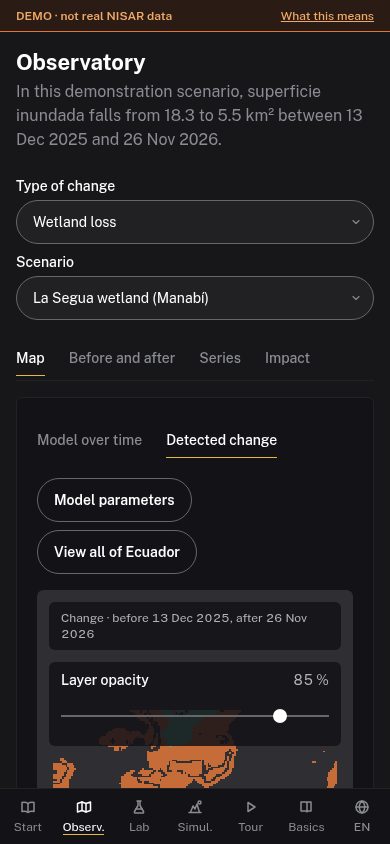 DEMO · not real NISAR data
What this means
Observatory
In this demonstration scenario, superficie
inundada falls from 18.3 to 5.5 km² between 13
Dec 2025 and 26 Nov 2026.
Type of change
Wetland loss
Scenario
La Segua wetland (Manabí)
Map
Before and after
Series
Impact
Model over time
Detected change
Model parameters
View all of Ecuador
Change · before 13 Dec 2025, after 26 Nov
2026
Layer opacity
85 %
Start
Observ.
Lab
Simul.
Tour
Basics
EN